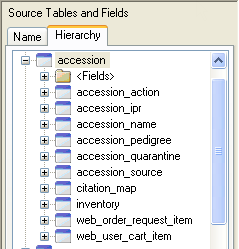 Source Tables and Fields
Name Hierarchy
accession
<Fields>
accession_action
accession_ipr
accession_name
accession_pedigree
accession_quarantine
accession_source
citation_map
inventory
web_order_request_item
web_user_cart_item